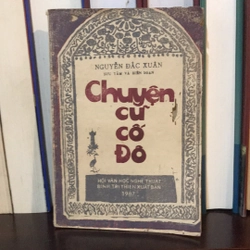 NGUYỄN ĐẮC XUÂN
SƯU TẦM VÀ BIÊN SOẠN
Chuyện
cũ
cố
Đô
HỘI VĂN HỌC NGHỆ THUẬT
BÌNH TRỊ THIÊN XUẤT BẢN
1987